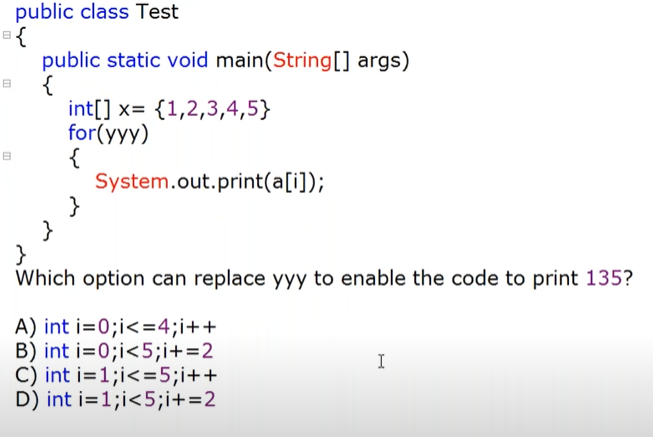 public class Test
{
public static void main(String[] args)
{
int[] x= {1,2,3,4,5}
for(yyy)
{
System.out.print(a[i]);
}
}
}
Which option can replace yyy to enable the code to print 135?
A) int i=0;i<=4;i++
B) int i=0;i<5;i+=2
C) int i=1;i<=5;i++
D) int i=1;i<5;i+=2